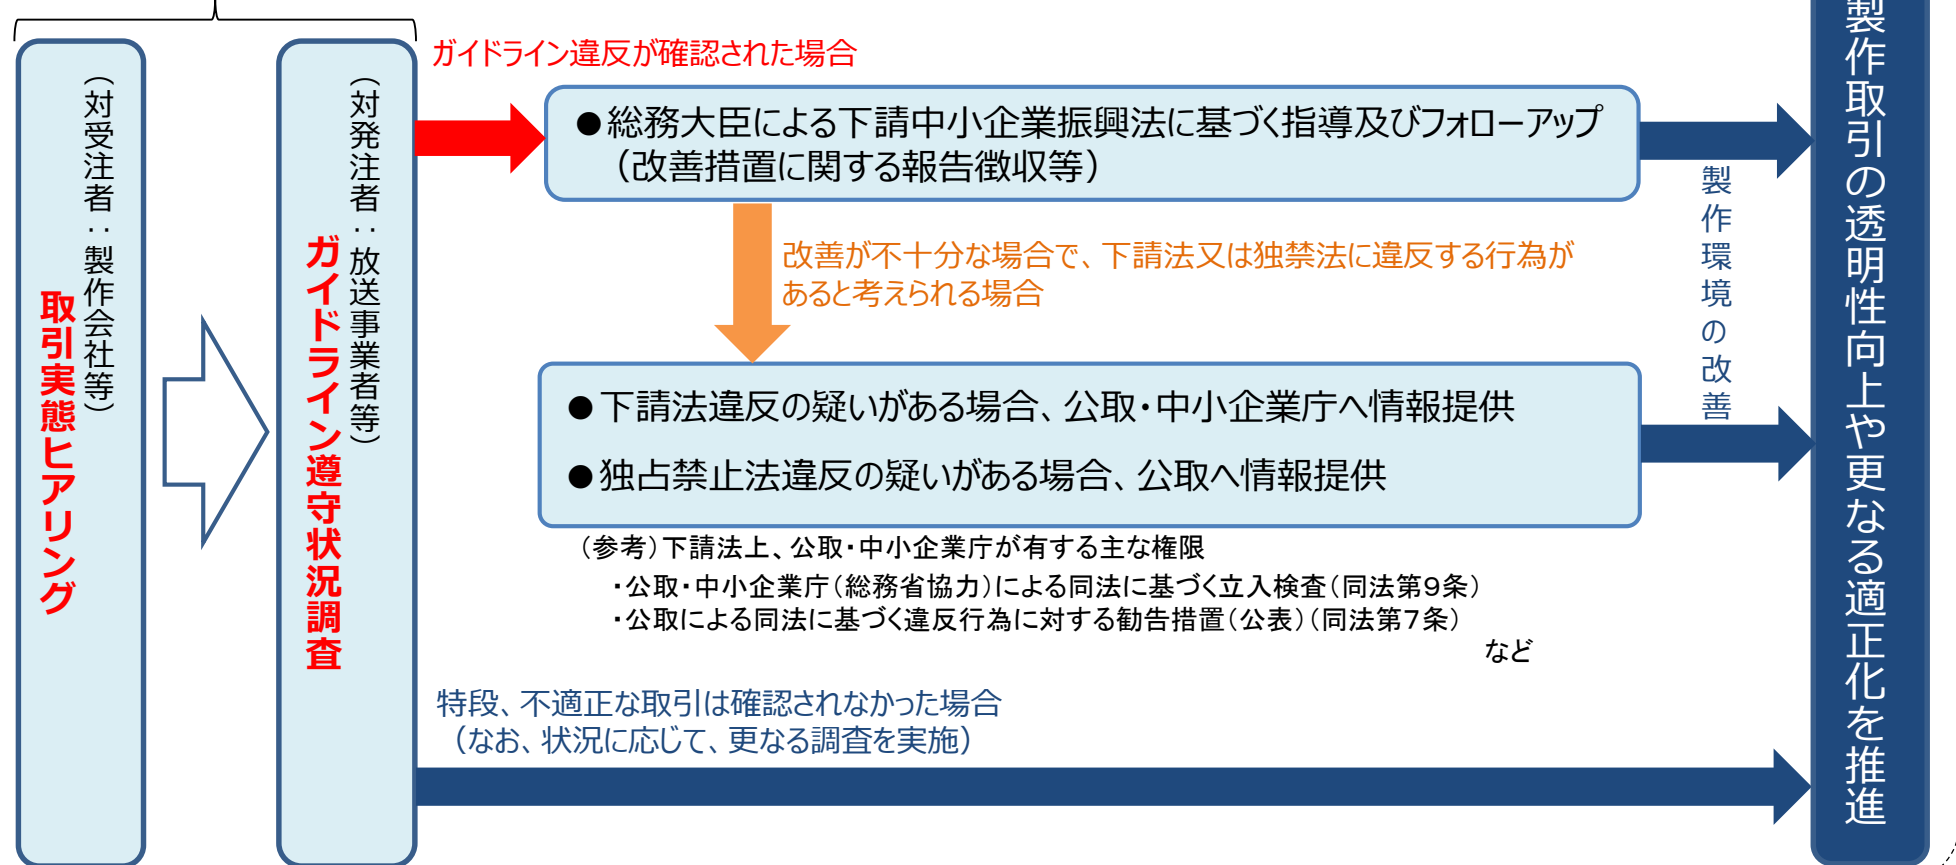 （対受注者：製作会社等）
取引実態ヒアリング
（対発注者：放送事業者等）
ガイドライン遵守状況調査
ガイドライン違反が確認された場合
●総務大臣による下請中小企業振興法に基づく指導及びフォローアップ
（改善措置に関する報告徴収等）
改善が不十分な場合で、下請法又は独禁法に違反する行為が
あると考えられる場合
●下請法違反の疑いがある場合、公取・中小企業庁へ情報提供
●独占禁止法違反の疑いがある場合、公取へ情報提供
（参考）下請法上、公取・中小企業庁が有する主な権限
・公取・中小企業庁（総務省協力）による同法に基づく立入検査（同法第９条）
・公取による同法に基づく違反行為に対する勧告措置（公表）（同法第７条）
など
特段、不適正な取引は確認されなかった場合
（なお、状況に応じて、更なる調査を実施）
製作環境の改善
製作取引の透明性向上や更なる適正化を推進